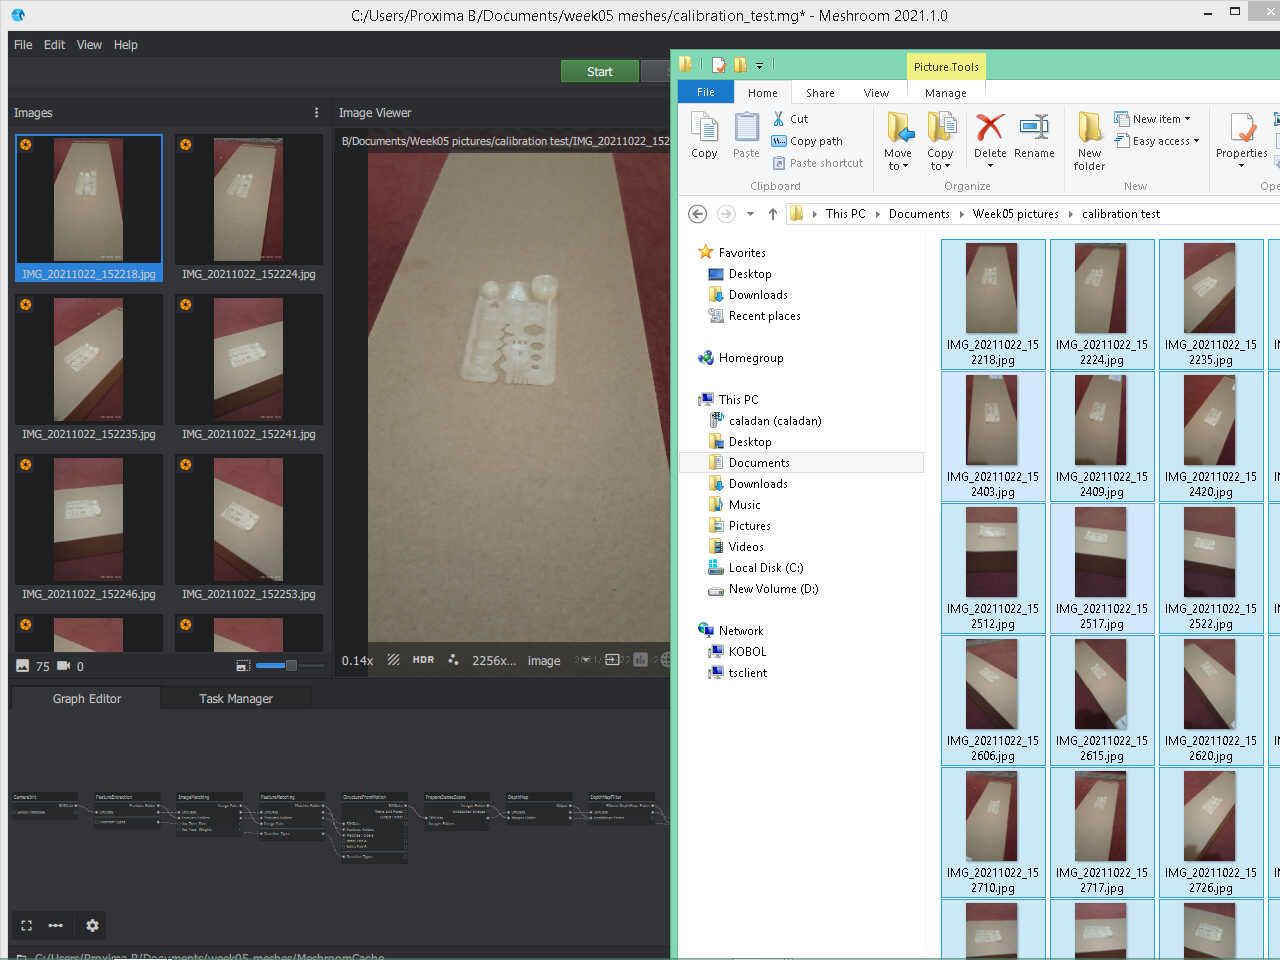 C:/Users/Proxima B/Documents/week05 meshes/calibration_test.mg* - Meshroom 2021.1.0
File Edit View Help
Start
Images
Image Viewer
B/Documents/Week05 pictures/calibration test/IMG_20211022_152
IMG_20211022_152218.jpg
IMG_20211022_152224.jpg
IMG_20211022_152235.jpg
IMG_20211022_152241.jpg
IMG_20211022_152246.jpg
IMG_20211022_152253.jpg
75 0
0.14x HDR 2256x... image
Graph Editor
Task Manager
CameraInit
FeatureExtraction
ImageMatching
FeatureMatching
StructureFromMotion
PrepareDenseScene
DepthMap
DepthMapFilter
C:/Users/Proxima B/Documents/week05 meshes/MeshroomCache
Picture Tools
File Home Share View Manage
Copy
Paste
Cut
Copy path
Paste shortcut
Clipboard
Move to
Copy to
Delete
Rename
Organize
New folder
New item
Easy access
New
Properties
This PC Documents Week05 pictures calibration test
Favorites
Desktop
Downloads
Recent places
Homegroup
This PC
caladan (caladan)
Desktop
Documents
Downloads
Music
Pictures
Videos
Local Disk (C:)
New Volume (D:)
Network
KOBOL
tsclient
IMG_20211022_152218.jpg
IMG_20211022_152224.jpg
IMG_20211022_152235.jpg
IMG_20211022_152403.jpg
IMG_20211022_152409.jpg
IMG_20211022_152420.jpg
IMG_20211022_152512.jpg
IMG_20211022_152517.jpg
IMG_20211022_152522.jpg
IMG_20211022_152606.jpg
IMG_20211022_152615.jpg
IMG_20211022_152620.jpg
IMG_20211022_152710.jpg
IMG_20211022_152717.jpg
IMG_20211022_152726.jpg